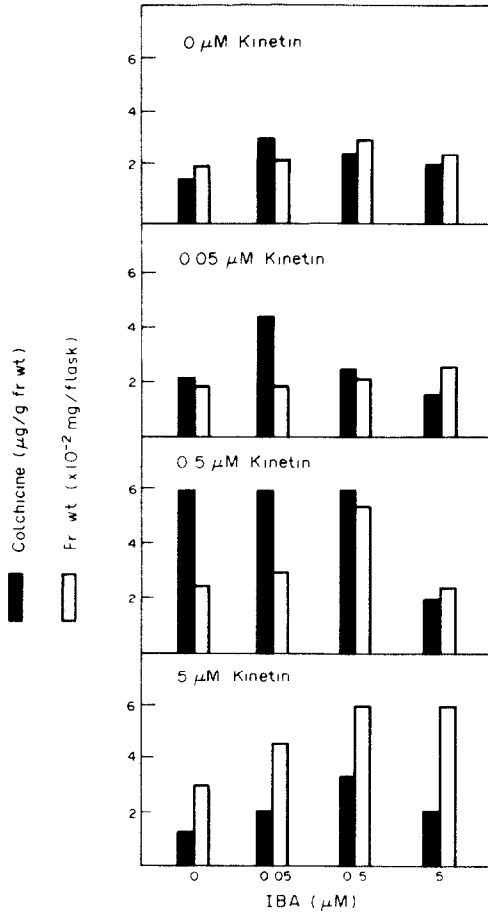 0 μM Kinetin
6
4
2
0 05 μM Kinetin
6
4
2
0 5 μM Kinetin
6
4
2
5 μM Kinetin
6
4
2
0
0 05
0 5
5
IBA (μM)
Colchicine (μg/g fr wt)
Fr wt (x10⁻² mg/flask)